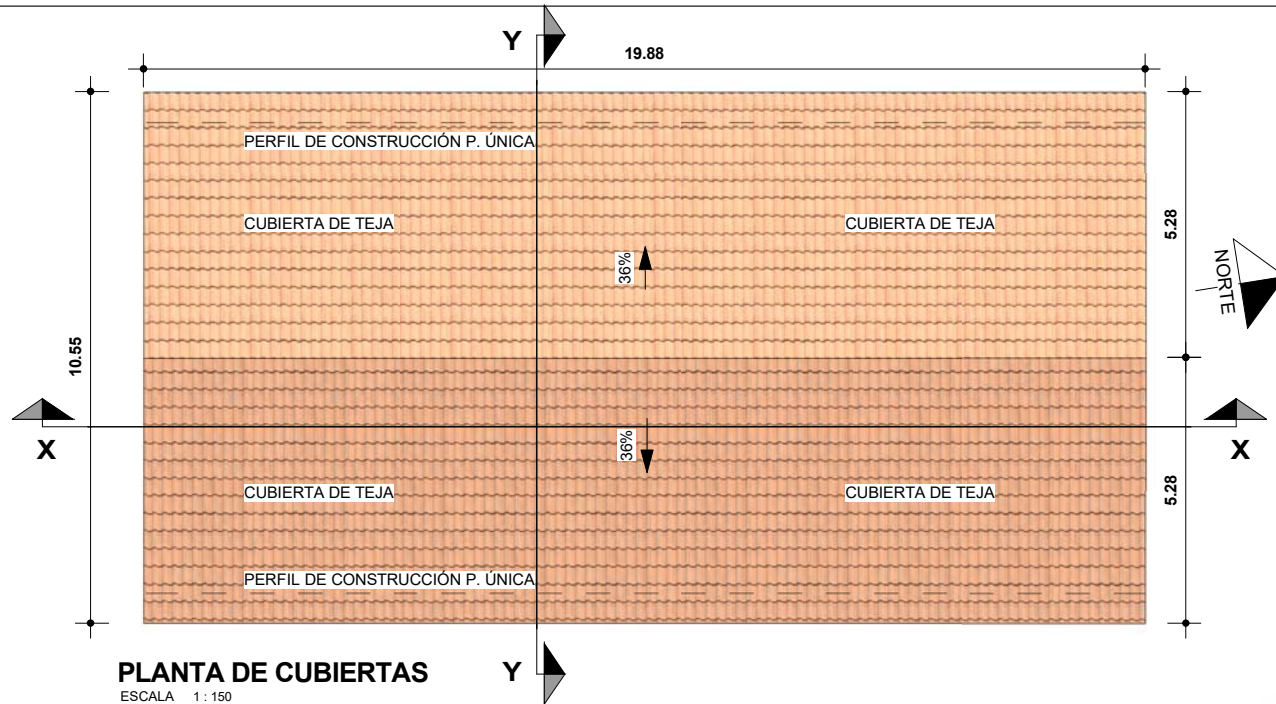 Y
19.88
PERFIL DE CONSTRUCCIÓN P. ÚNICA
CUBIERTA DE TEJA
CUBIERTA DE TEJA
5.28
36%
NORTE
10.55
X
X
36%
CUBIERTA DE TEJA
CUBIERTA DE TEJA
5.28
PERFIL DE CONSTRUCCIÓN P. ÚNICA
PLANTA DE CUBIERTAS
Y
ESCALA 1 : 150